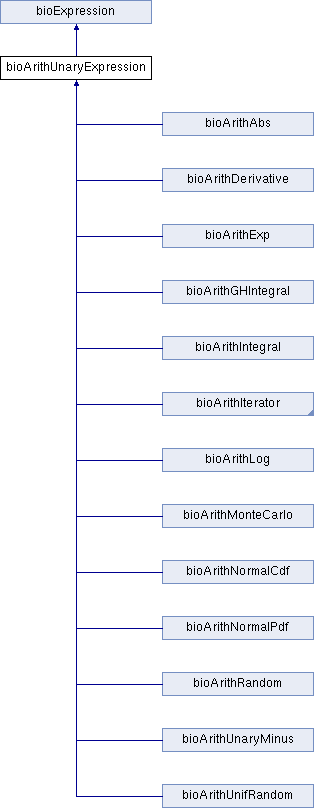 bioExpression
bioArithUnaryExpression
bioArithAbs
bioArithDerivative
bioArithExp
bioArithGHIntegral
bioArithIntegral
bioArithIterator
bioArithLog
bioArithMonteCarlo
bioArithNormalCdf
bioArithNormalPdf
bioArithRandom
bioArithUnaryMinus
bioArithUnifRandom